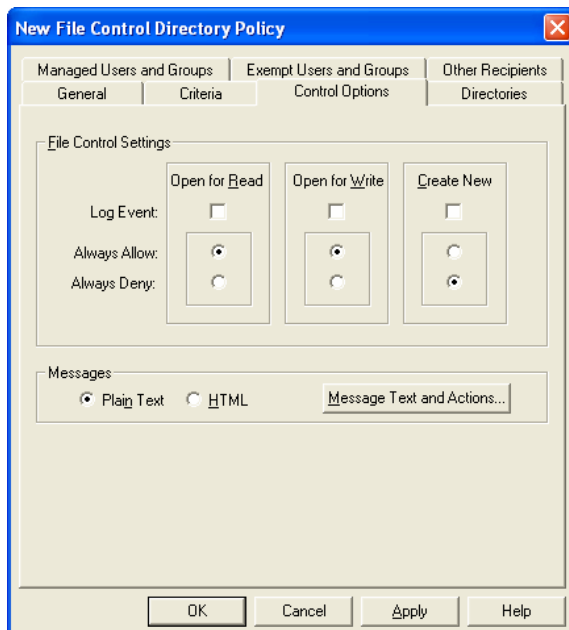 New File Control Directory Policy
Managed Users and Groups Exempt Users and Groups Other Recipients
General Criteria Control Options Directories
File Control Settings
Open for Read Open for Write Create New
Log Event:
Always Allow:
Always Deny:
Messages
Plain Text HTML Message Text and Actions...
OK Cancel Apply Help